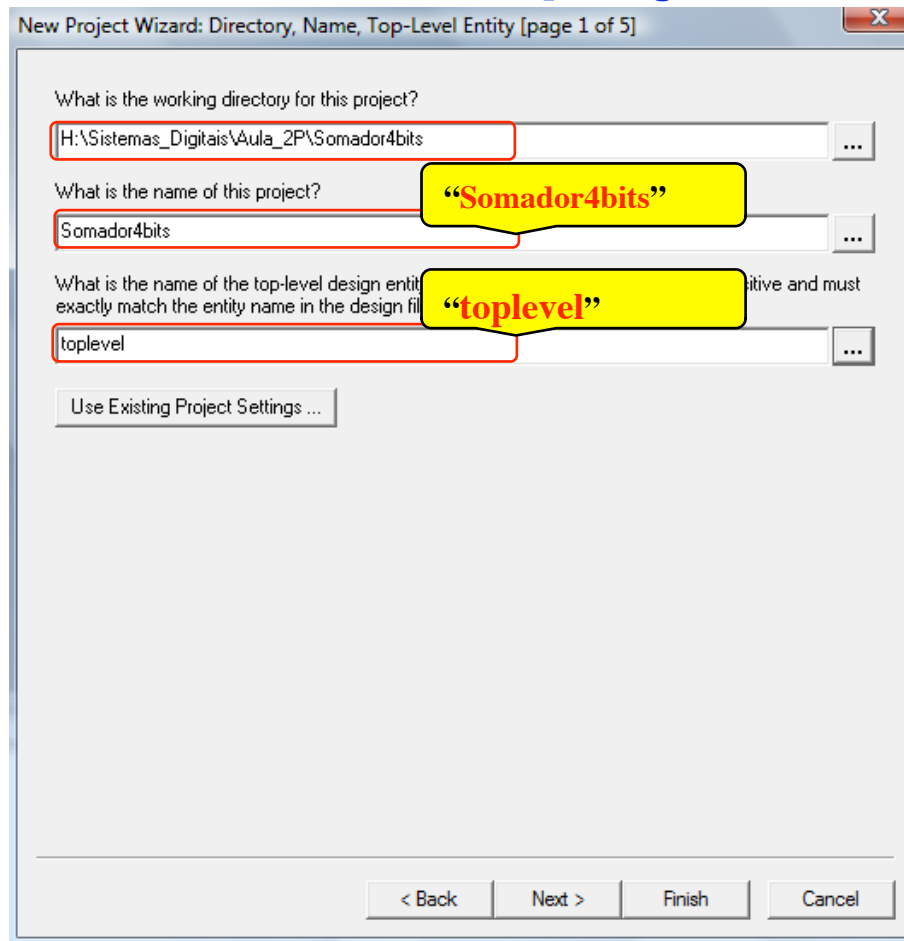 New Project Wizard: Directory, Name, Top-Level Entity [page 1 of 5]
What is the working directory for this project?
H:\Sistemas_Digitais\Aula_2P\Somador4bits
...
What is the name of this project?
“Somador4bits”
Somador4bits
...
What is the name of the top-level design and must
exactly match the entity name in the design
“toplevel”
toplevel
...
Use Existing Project Settings ...
< Back Next > Finish Cancel